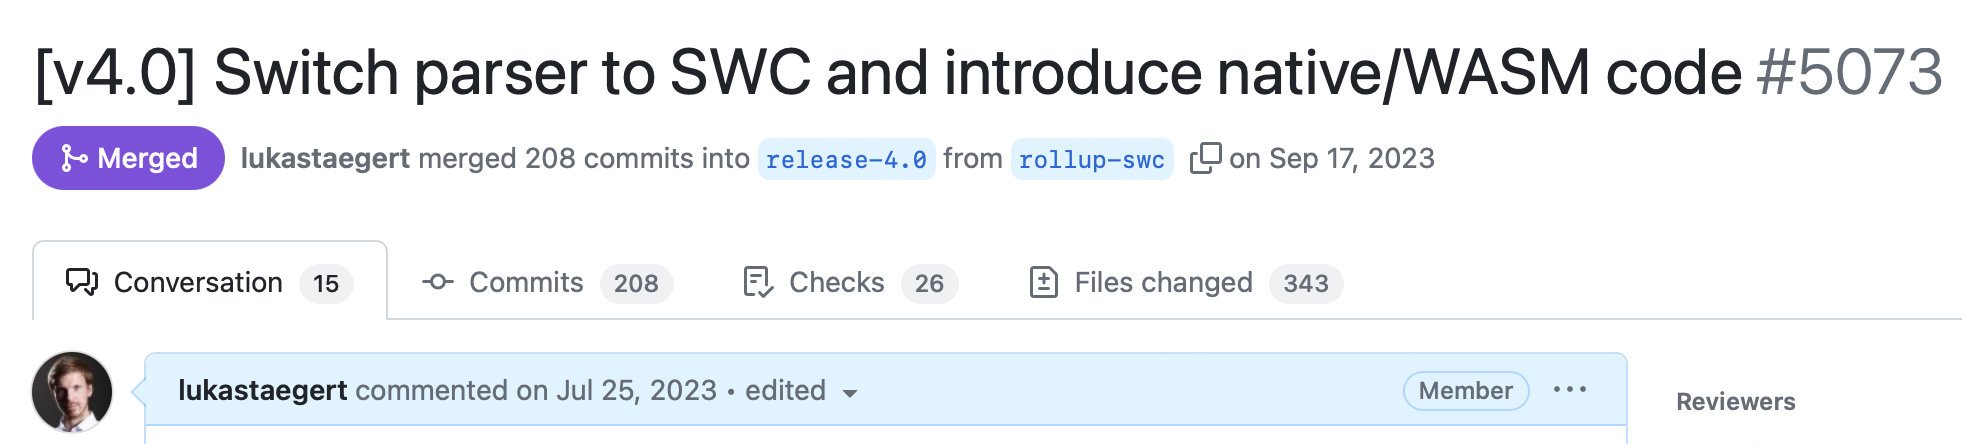 [v4.0] Switch parser to SWC and introduce native/WASM code #5073
Merged lukastaegert merged 208 commits into release-4.0 from rollup-swc on Sep 17, 2023
Conversation 15 Commits 208 Checks 26 Files changed 343
lukastaegert commented on Jul 25, 2023 • edited Member
Reviewers